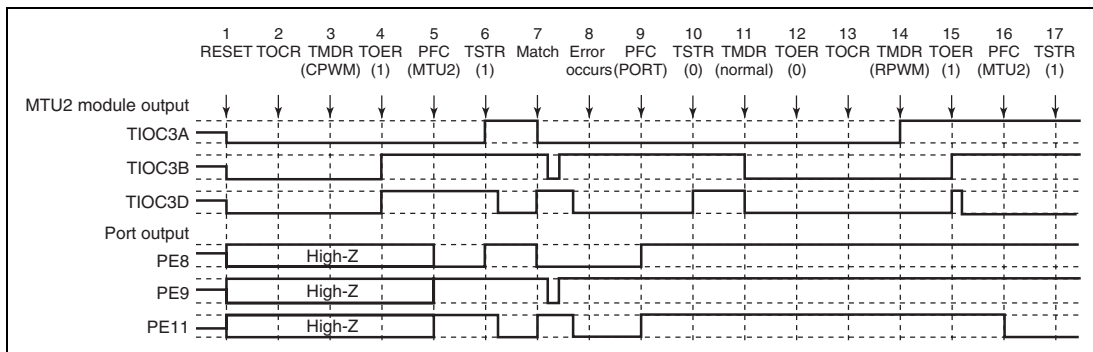 1 2 3 4 5 6 7 8 9 10 11 12 13 14 15 16 17
RESET TOCR TMDR TOER PFC TSTR Match Error PFC TSTR TMDR TOER TOCR TMDR TOER PFC TSTR
(CPWM) (1) (MTU2) (1) occurs (PORT) (0) (normal) (0) (RPWM) (1) (MTU2) (1)
MTU2 module output
TIOC3A
TIOC3B
TIOC3D
Port output
PE8 High-Z
PE9 High-Z
PE11 High-Z